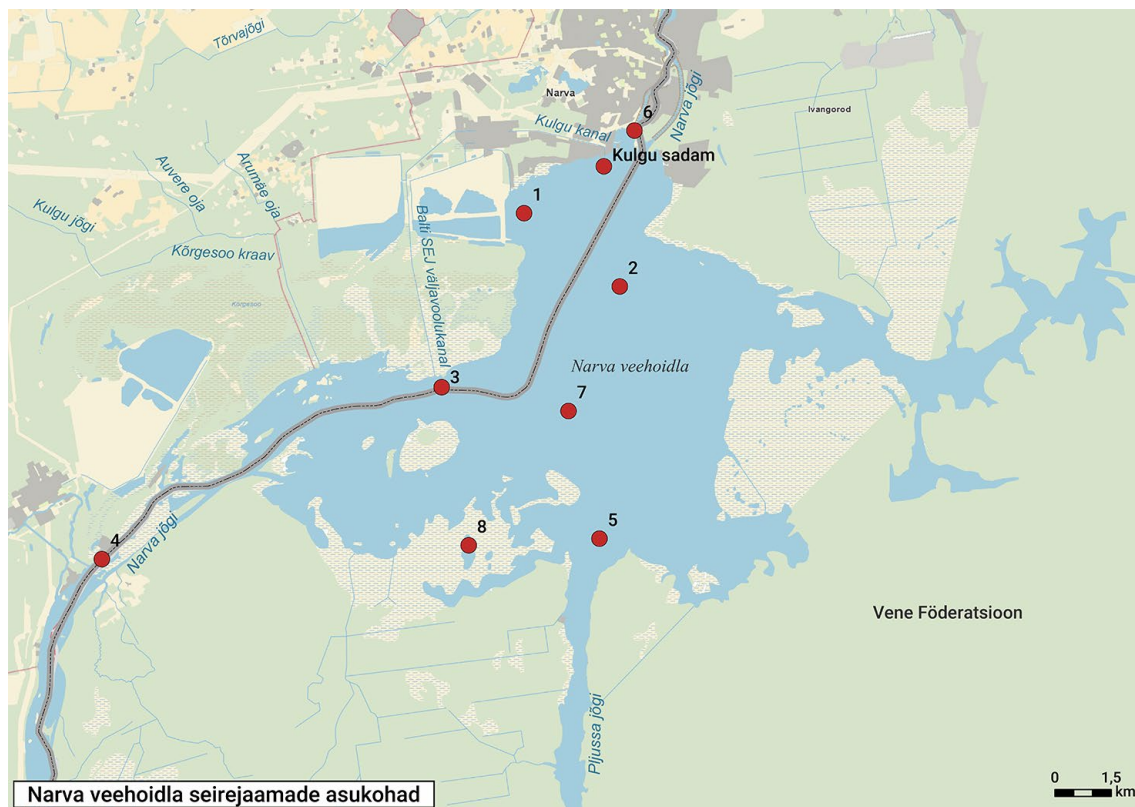 Tõrvajõgi
Narva
Narva jõgi
Ivangorod
6
Kulgu kanal
Kulgu sadam
Auvere oja
Arumäe oja
1
Kulgu jõgi
Balti SEJ väljavoolukanal
Kõrgesoo kraav
2
Kõrgesoo
Narva veehoidla
3
7
8
5
4
Narva jõgi
Vene Föderatsioon
Pljussa jõgi
Narva veehoidla seirejaamade asukohad
0 1,5
km